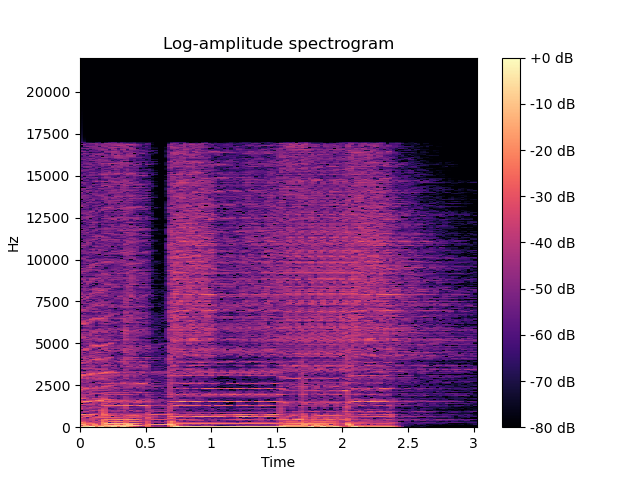 Log-amplitude spectrogram
Hz
20000
17500
15000
12500
10000
7500
5000
2500
0
0
0.5
1
1.5
2
2.5
3
Time
+0 dB
-10 dB
-20 dB
-30 dB
-40 dB
-50 dB
-60 dB
-70 dB
-80 dB